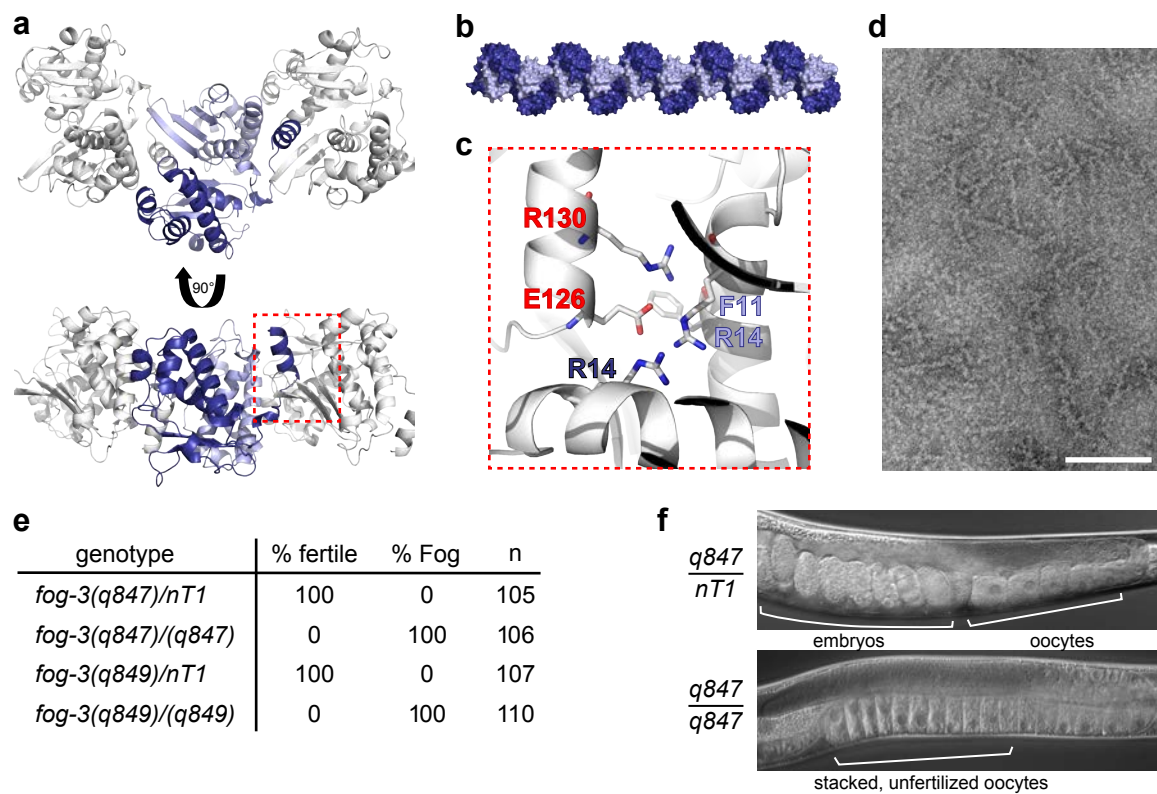 a
90°
b
c
R130
E126
F11
R14
R14
d
e
genotype % fertile % Fog n
fog-3(q847)/nT1 100 0 105
fog-3(q847)/(q847) 0 100 106
fog-3(q849)/nT1 100 0 107
fog-3(q849)/(q849) 0 100 110
f
q847
nT1
embryos oocytes
q847
q847
stacked, unfertilized oocytes